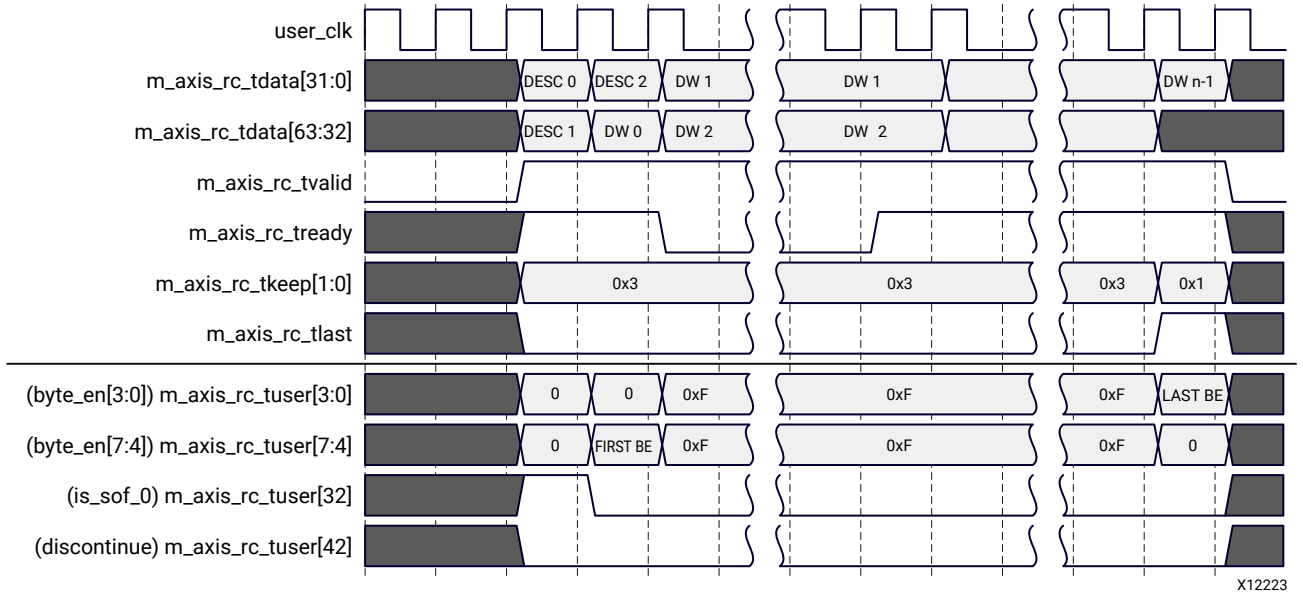 user_clk
m_axis_rc_tdata[31:0] DESC 0 DESC 2 DW 1 DW 1 DW n-1
m_axis_rc_tdata[63:32] DESC 1 DW 0 DW 2 DW 2
m_axis_rc_tvalid
m_axis_rc_tready
m_axis_rc_tkeep[1:0] 0x3 0x3 0x3 0x1
m_axis_rc_tlast
(byte_en[3:0]) m_axis_rc_tuser[3:0] 0 0 0xF 0xF 0xF LAST BE
(byte_en[7:4]) m_axis_rc_tuser[7:4] 0 FIRST BE 0xF 0xF 0xF 0
(is_sof_0) m_axis_rc_tuser[32]
(discontinue) m_axis_rc_tuser[42]
X12223